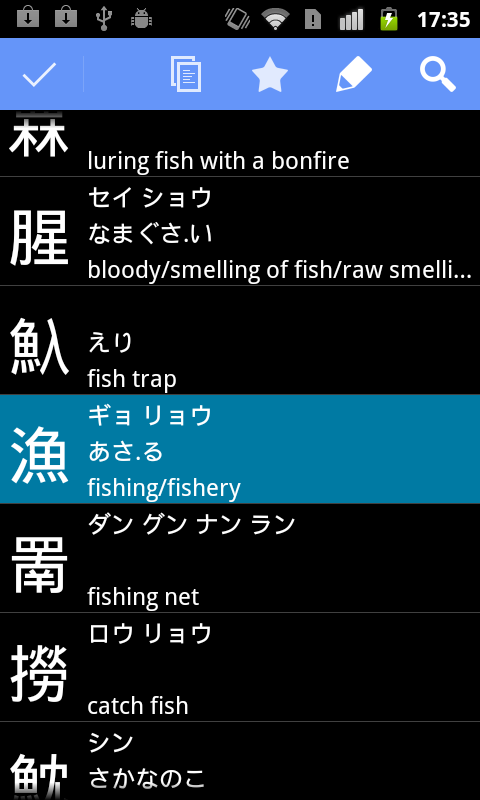 17:35
luring fish with a bonfire
腥
セイ ショウ
なまぐさ.い
bloody/smelling of fish/raw smelli...
魞
えり
fish trap
漁
ギョ リョウ
あさ.る
fishing/fishery
ダン グン ナン ラン
fishing net
撈
ロウ リョウ
catch fish
シン
さかなのこ